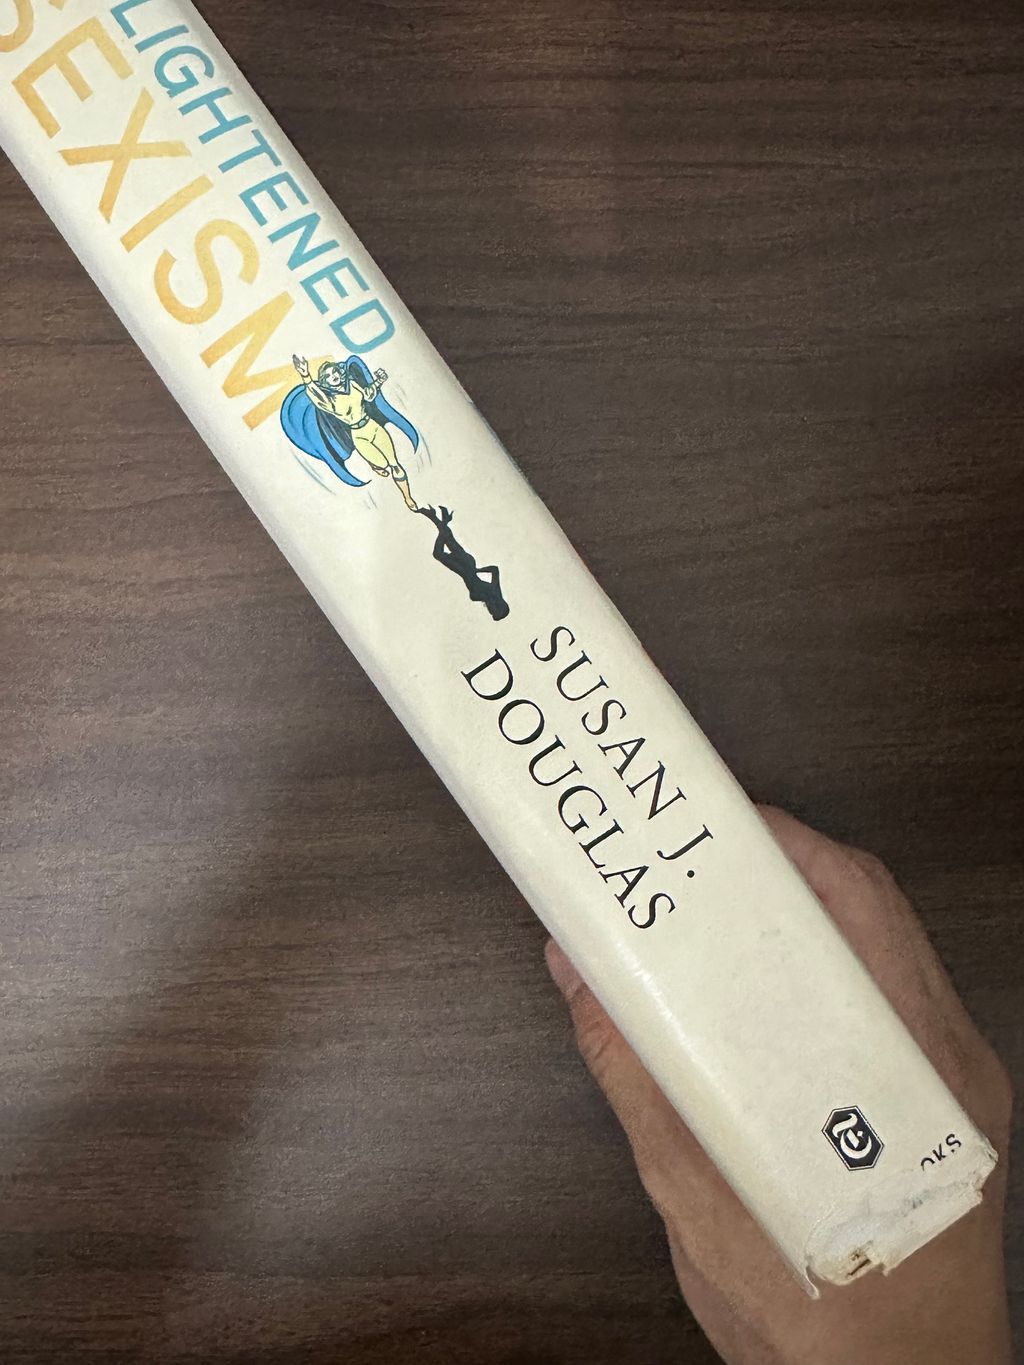 LIGHTENED
SEXISM
SUSAN J.
DOUGLAS
T
OKS